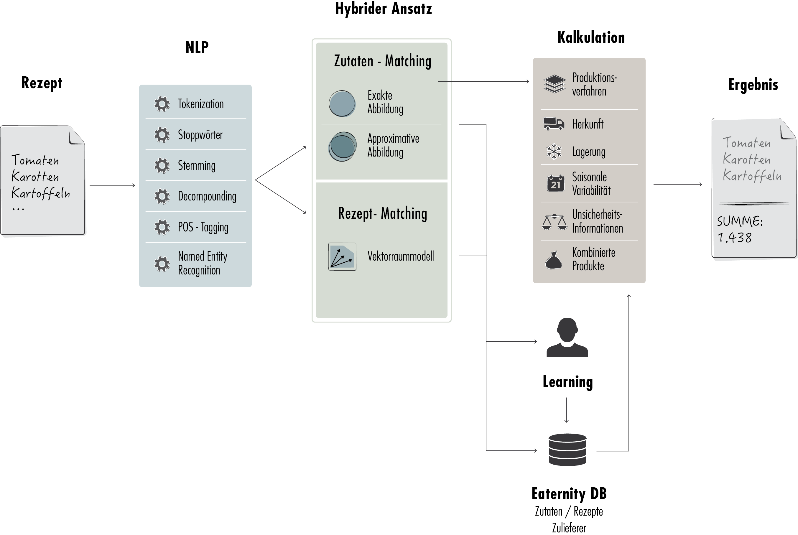 Rezept
Tomaten
Karotten
Kartoffeln
...
NLP
Tokenization
Stoppwörter
Stemming
Decompounding
POS - Tagging
Named Entity
Recognition
Hybrider Ansatz
Zutaten - Matching
Exakte
Abbildung
Approximative
Abbildung
Rezept- Matching
Vektorraummodell
Kalkulation
Produktions-
verfahren
Herkunft
Lagerung
21
Saisonale
Variabilität
Unsicherheits-
Informationen
Kombinierte
Produkte
Learning
Eaternity DB
Zutaten / Rezepte
Zulieferer
Ergebnis
Tomaten
Karotten
Kartoffeln
SUMME:
1.438